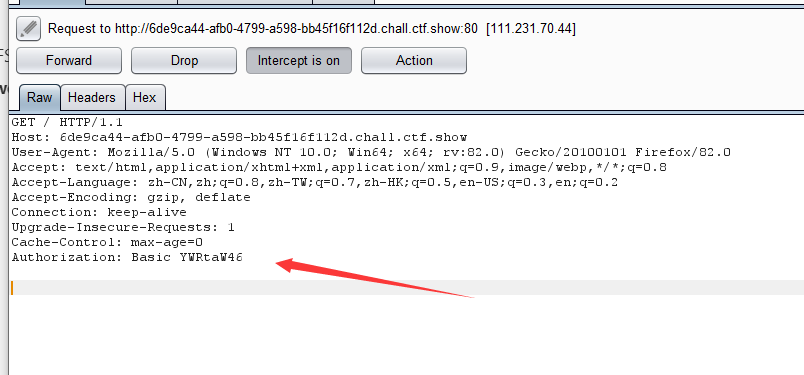 Request to http://6de9ca44-afb0-4799-a598-bb45f16f112d.chall.ctf.show:80 [111.231.70.44]
Forward Drop Intercept is on Action
Raw Headers Hex
GET / HTTP/1.1
Host: 6de9ca44-afb0-4799-a598-bb45f16f112d.chall.ctf.show
User-Agent: Mozilla/5.0 (Windows NT 10.0; Win64; x64; rv:82.0) Gecko/20100101 Firefox/82.0
Accept: text/html,application/xhtml+xml,application/xml;q=0.9,image/webp,*/*;q=0.8
Accept-Language: zh-CN,zh;q=0.8,zh-TW;q=0.7,zh-HK;q=0.5,en-US;q=0.3,en;q=0.2
Accept-Encoding: gzip, deflate
Connection: keep-alive
Upgrade-Insecure-Requests: 1
Cache-Control: max-age=0
Authorization: Basic YWRtaW46